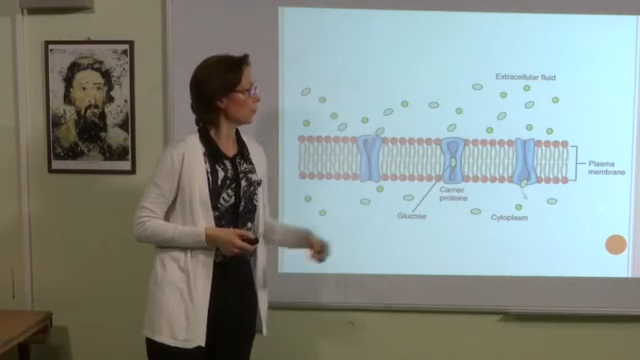 Extracellular fluid
Plasma
membrane
Carrier
proteins
Glucose
Cytoplasm